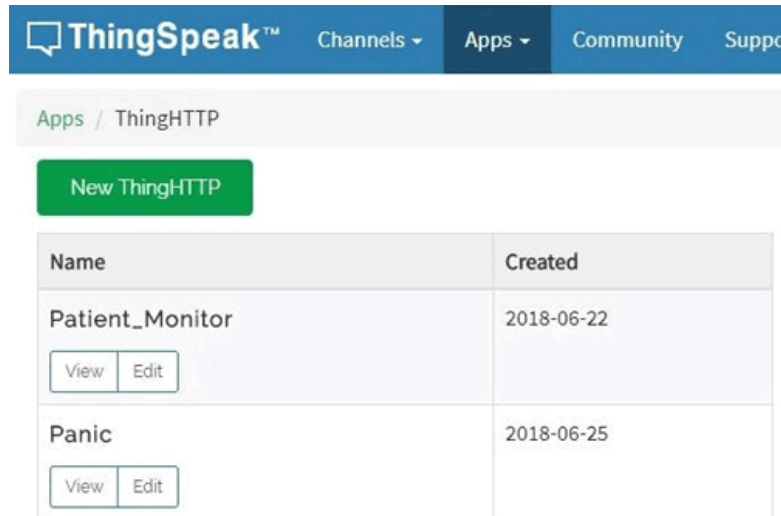 ThingSpeak™ Channels Apps Community
Apps / ThingHTTP
New ThingHTTP
Name Created
Patient_Monitor 2018-06-22
View Edit
Panic 2018-06-25
View Edit